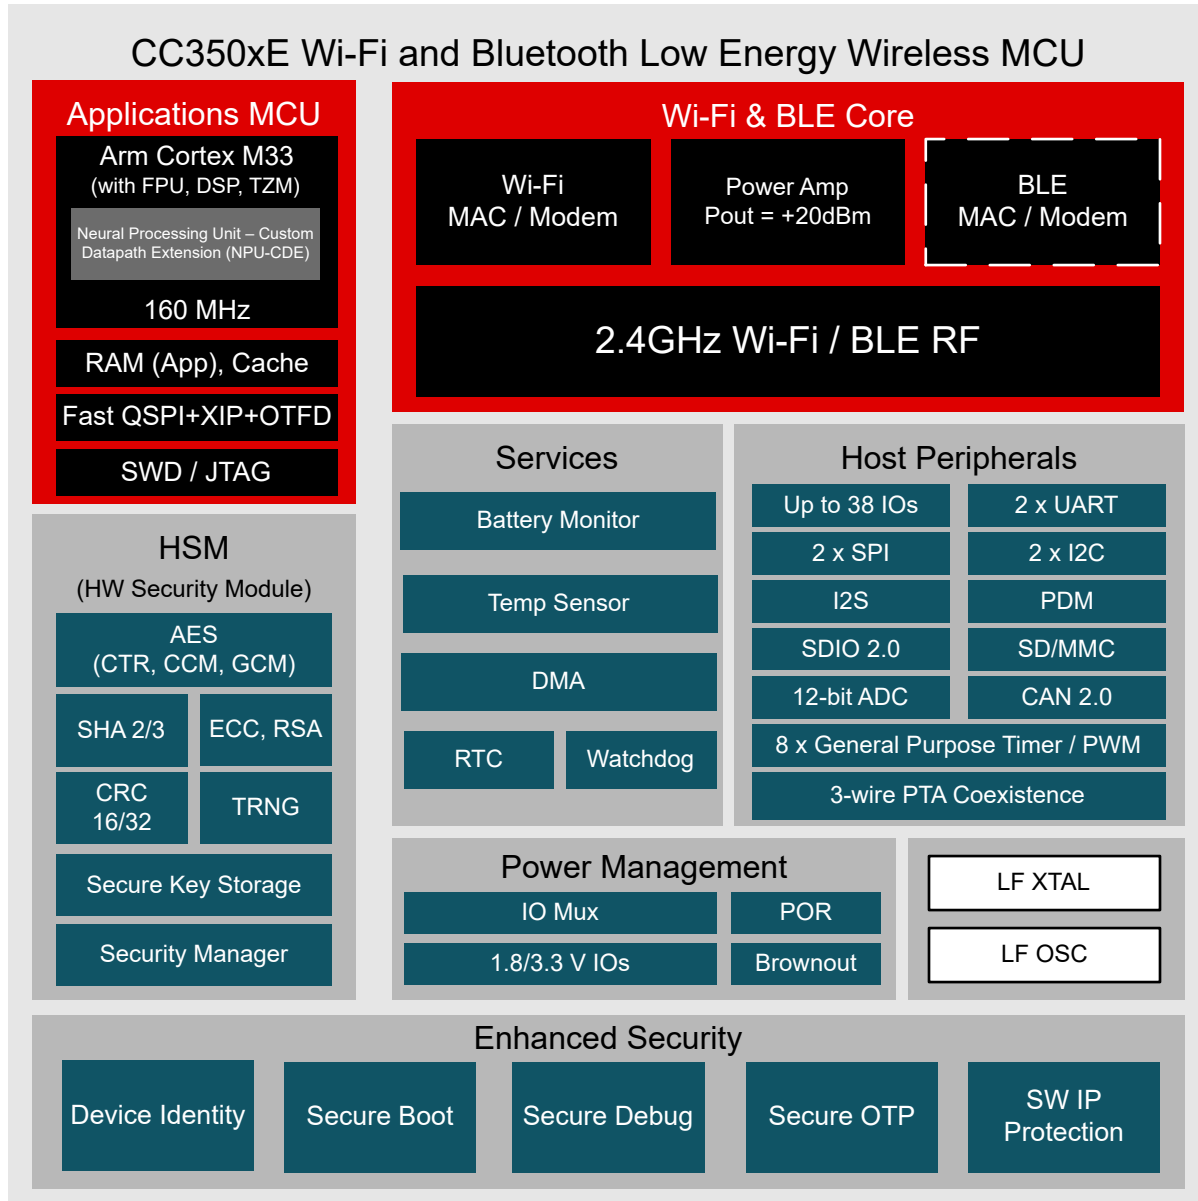 CC350xE Wi-Fi and Bluetooth Low Energy Wireless MCU
Applications MCU
Arm Cortex M33
(with FPU, DSP, TZM)
Neural Processing Unit – Custom
Datapath Extension (NPU-CDE)
160 MHz
RAM (App), Cache
Fast QSPI+XIP+OTFD
SWD / JTAG
Wi-Fi & BLE Core
Wi-Fi
MAC / Modem
Power Amp
Pout = +20dBm
BLE
MAC / Modem
2.4GHz Wi-Fi / BLE RF
HSM
(HW Security Module)
AES
(CTR, CCM, GCM)
SHA 2/3
ECC, RSA
CRC
16/32
TRNG
Secure Key Storage
Security Manager
Services
Battery Monitor
Temp Sensor
DMA
RTC
Watchdog
Host Peripherals
Up to 38 IOs
2 x UART
2 x SPI
2 x I2C
I2S
PDM
SDIO 2.0
SD/MMC
12-bit ADC
CAN 2.0
8 x General Purpose Timer / PWM
3-wire PTA Coexistence
Power Management
IO Mux
POR
1.8/3.3 V IOs
Brownout
LF XTAL
LF OSC
Enhanced Security
Device Identity
Secure Boot
Secure Debug
Secure OTP
SW IP
Protection